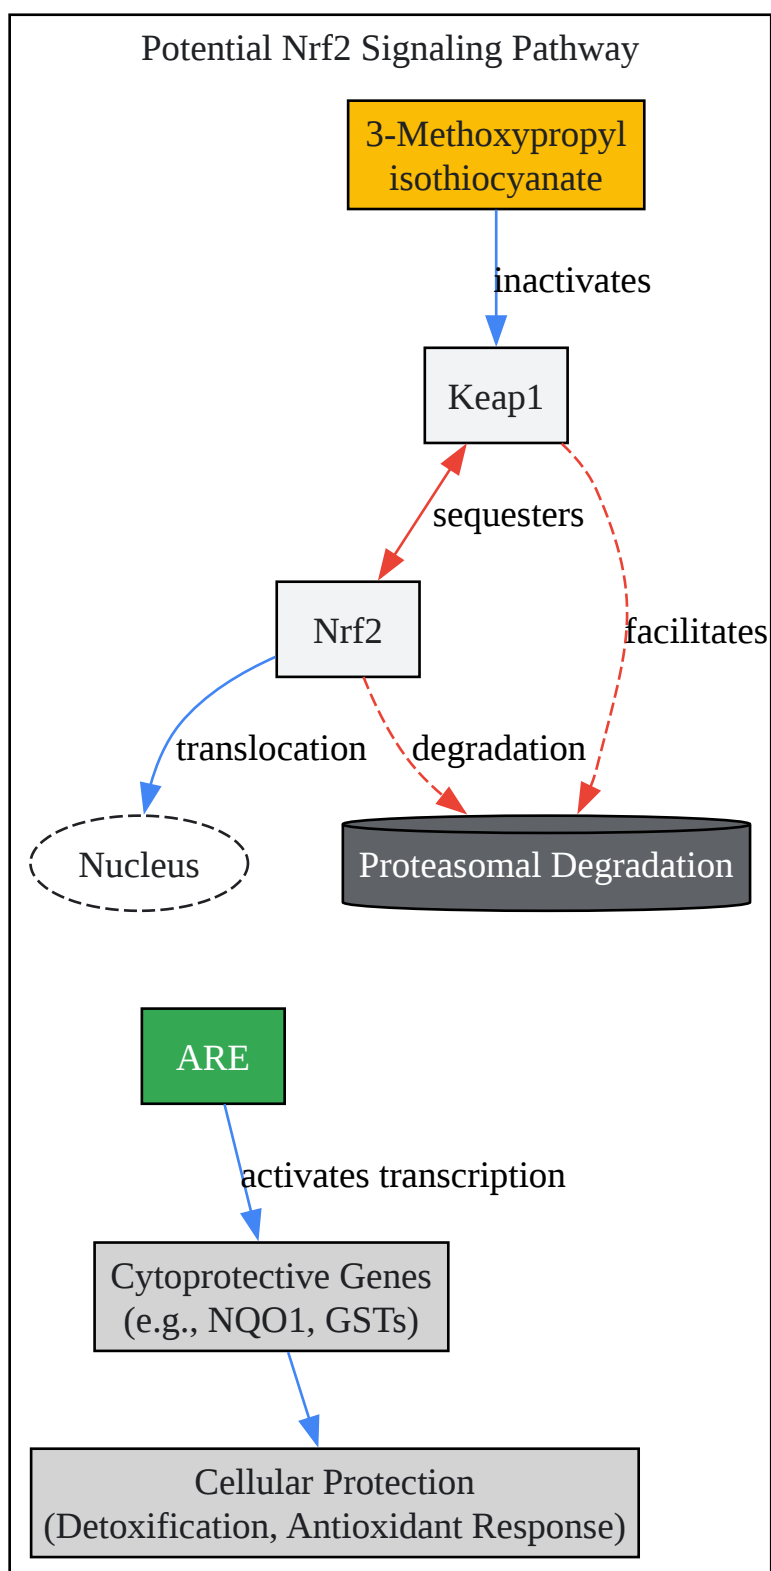 Potential Nrf2 Signaling Pathway
3-Methoxypropyl
isothiocyanate
inactivates
Keap1
sequesters
Nrf2
facilitates
translocation
degradation
Nucleus
Proteasomal Degradation
ARE
activates transcription
Cytoprotective Genes
(e.g., NQO1, GSTs)
Cellular Protection
(Detoxification, Antioxidant Response)